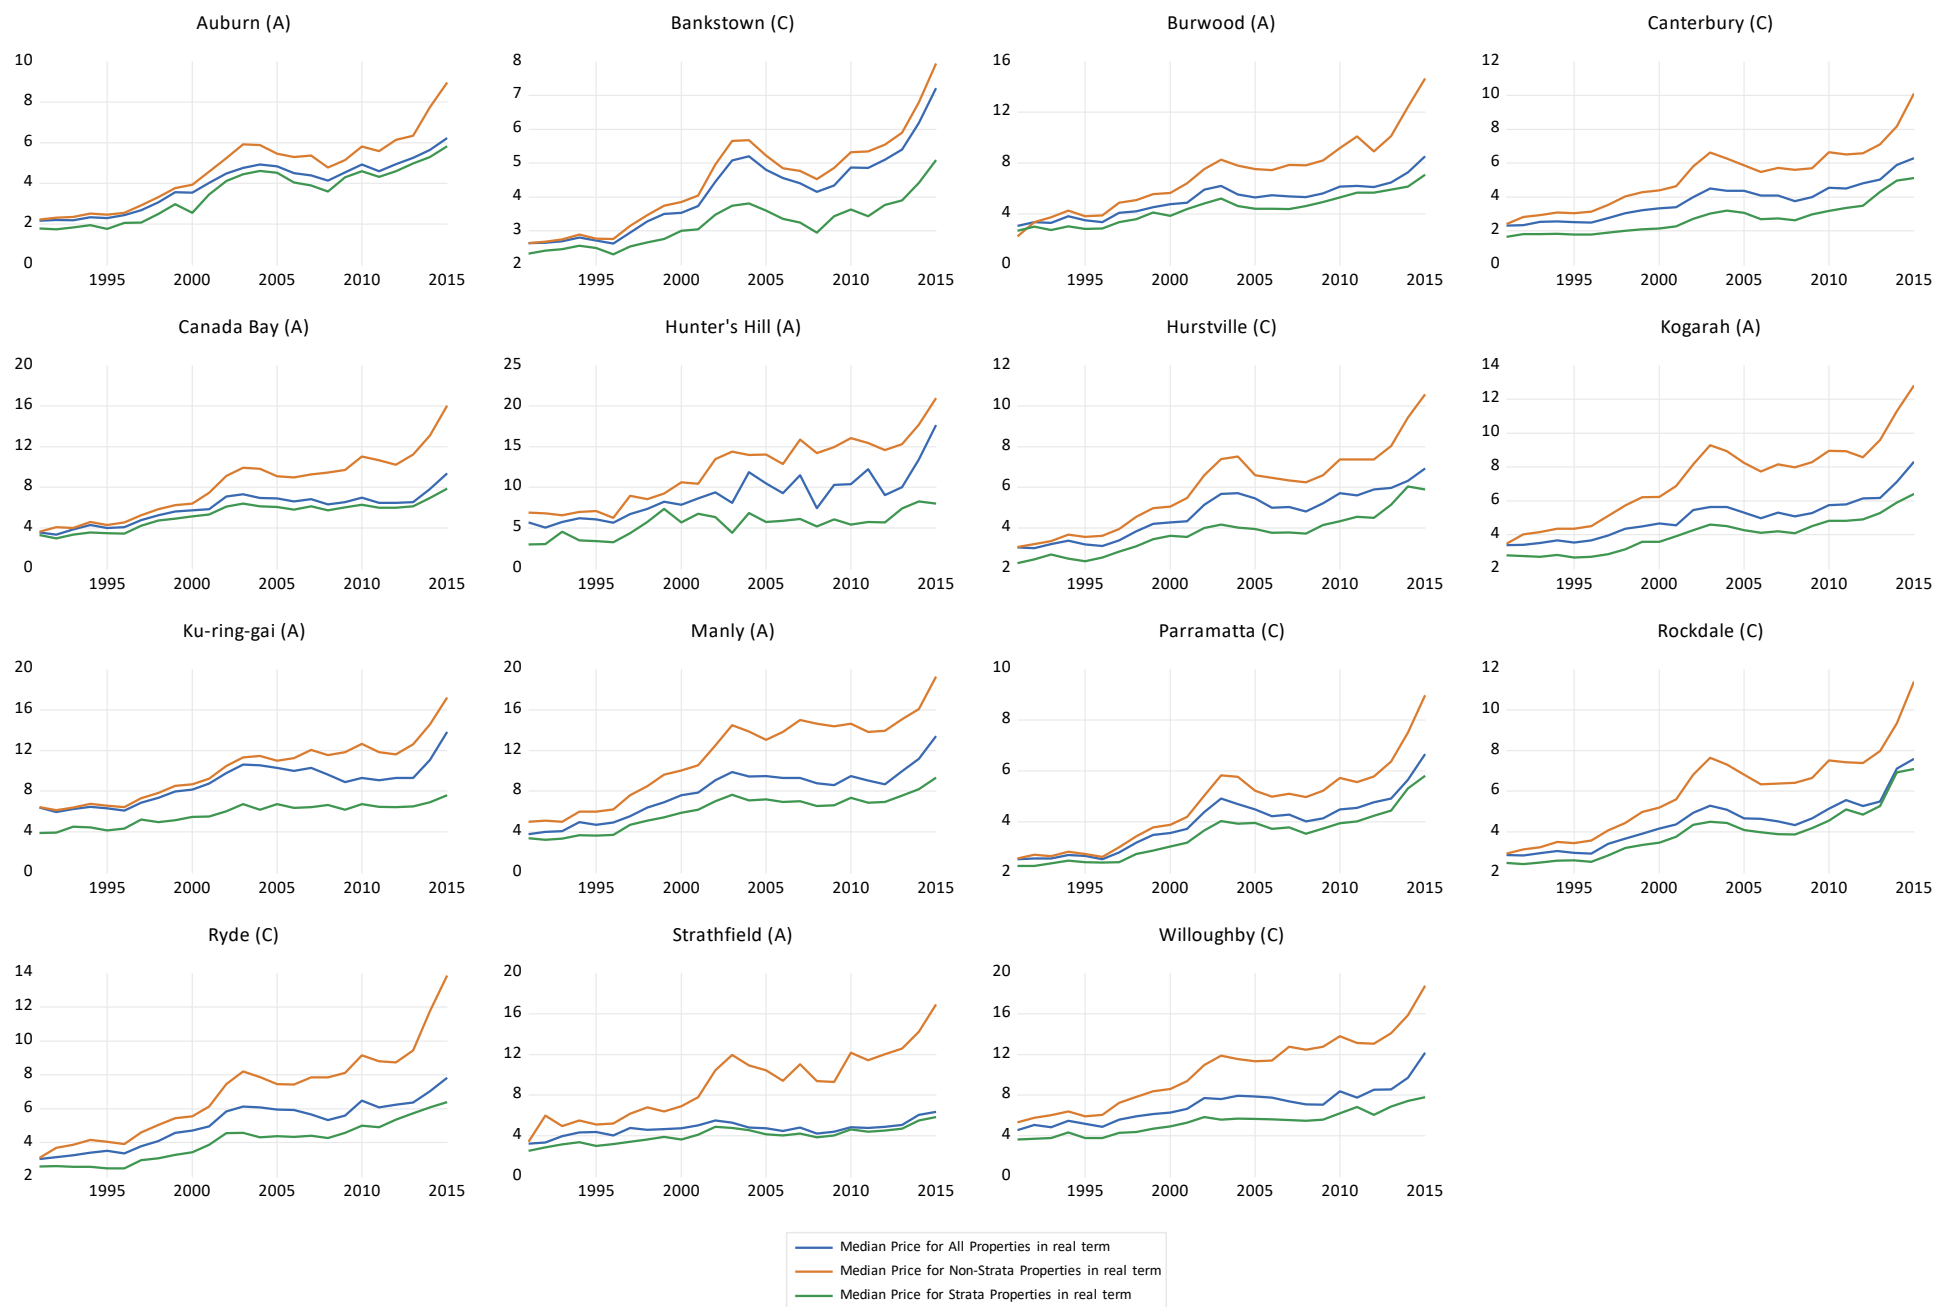 Auburn (A)
10
8
6
4
2
0
1995 2000 2005 2010 2015
Bankstown (C)
8
7
6
5
4
3
2
1995 2000 2005 2010 2015
Burwood (A)
16
12
8
4
0
1995 2000 2005 2010 2015
Canterbury (C)
12
10
8
6
4
2
0
1995 2000 2005 2010 2015
Canada Bay (A)
20
16
12
8
4
0
1995 2000 2005 2010 2015
Hunter's Hill (A)
25
20
15
10
5
0
1995 2000 2005 2010 2015
Hurstville (C)
12
10
8
6
4
2
1995 2000 2005 2010 2015
Kogarah (A)
14
12
10
8
6
4
2
1995 2000 2005 2010 2015
Ku-ring-gai (A)
20
16
12
8
4
0
1995 2000 2005 2010 2015
Manly (A)
20
16
12
8
4
0
1995 2000 2005 2010 2015
Parramatta (C)
10
8
6
4
2
1995 2000 2005 2010 2015
Rockdale (C)
12
10
8
6
4
2
1995 2000 2005 2010 2015
Ryde (C)
14
12
10
8
6
4
2
1995 2000 2005 2010 2015
Strathfield (A)
20
16
12
8
4
0
1995 2000 2005 2010 2015
Willoughby (C)
20
16
12
8
4
0
1995 2000 2005 2010 2015
Median Price for All Properties in real term
Median Price for Non-Strata Properties in real term
Median Price for Strata Properties in real term